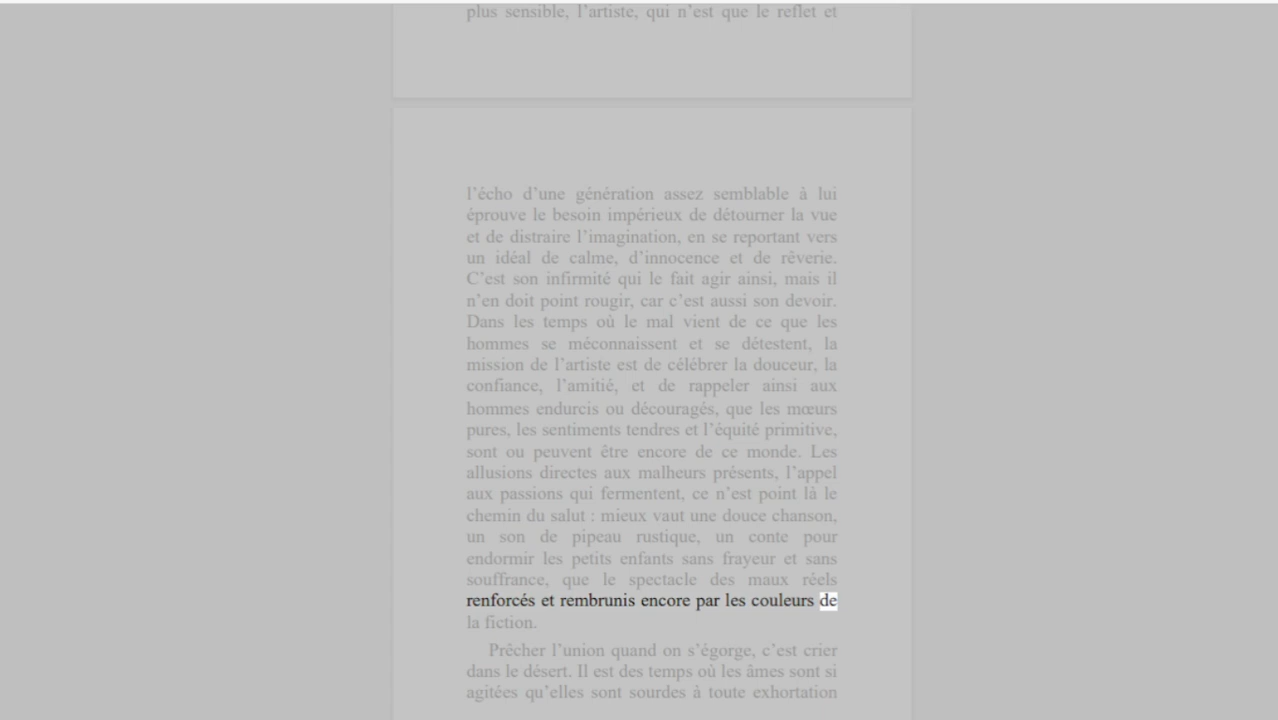 plus sensible, l’artiste, qui n’est que le reflet et
l’écho d’une génération assez semblable à lui
éprouve le besoin impérieux de détourner la vue
et de distraire l’imagination, en se reportant vers
un idéal de calme, d’innocence et de rêverie.
C’est son infirmité qui le fait agir ainsi, mais il
n’en doit point rougir, car c’est aussi son devoir.
Dans les temps où le mal vient de ce que les
hommes se méconnaissent et se détestent, la
mission de l’artiste est de célébrer la douceur, la
confiance, l’amitié, et de rappeler ainsi aux
hommes endurcis ou découragés, que les mœurs
pures, les sentiments tendres et l’équité primitive,
sont ou peuvent être encore de ce monde. Les
allusions directes aux malheurs présents, l’appel
aux passions qui fermentent, ce n’est point là le
chemin du salut : mieux vaut une douce chanson,
un son de pipeau rustique, un conte pour
endormir les petits enfants sans frayeur et sans
souffrance, que le spectacle des maux réels
renforcés et rembrunis encore par les couleurs de
la fiction.
Prêcher l’union quand on s’égorge, c’est crier
dans le désert. Il est des temps où les âmes sont si
agitées qu’elles sont sourdes à toute exhortation